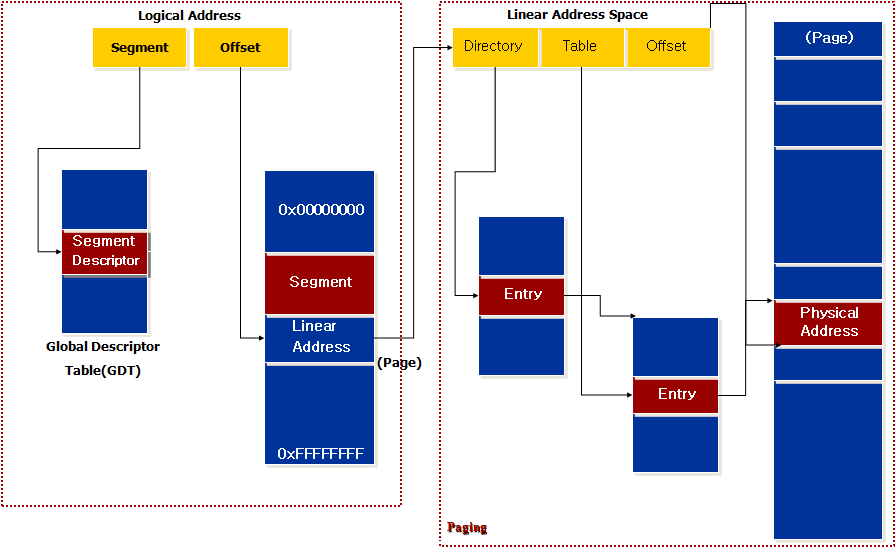 Logical Address
Segment
Offset
Segment
Descriptor
Global Descriptor
Table(GDT)
0x00000000
Segment
Linear
Address
(Page)
0xFFFFFFFF
Linear Address Space
Directory
Table
Offset
Entry
Entry
(Page)
Physical
Address
Paging